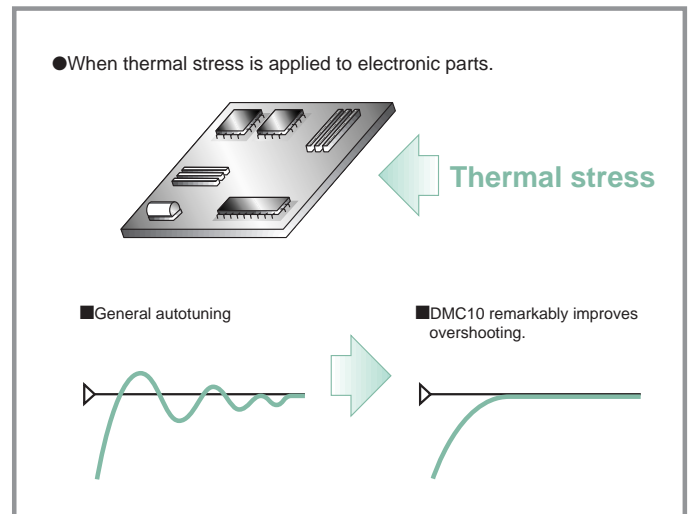 ●When thermal stress is applied to electronic parts.
Thermal stress
■General autotuning
■DMC10 remarkably improves
overshooting.